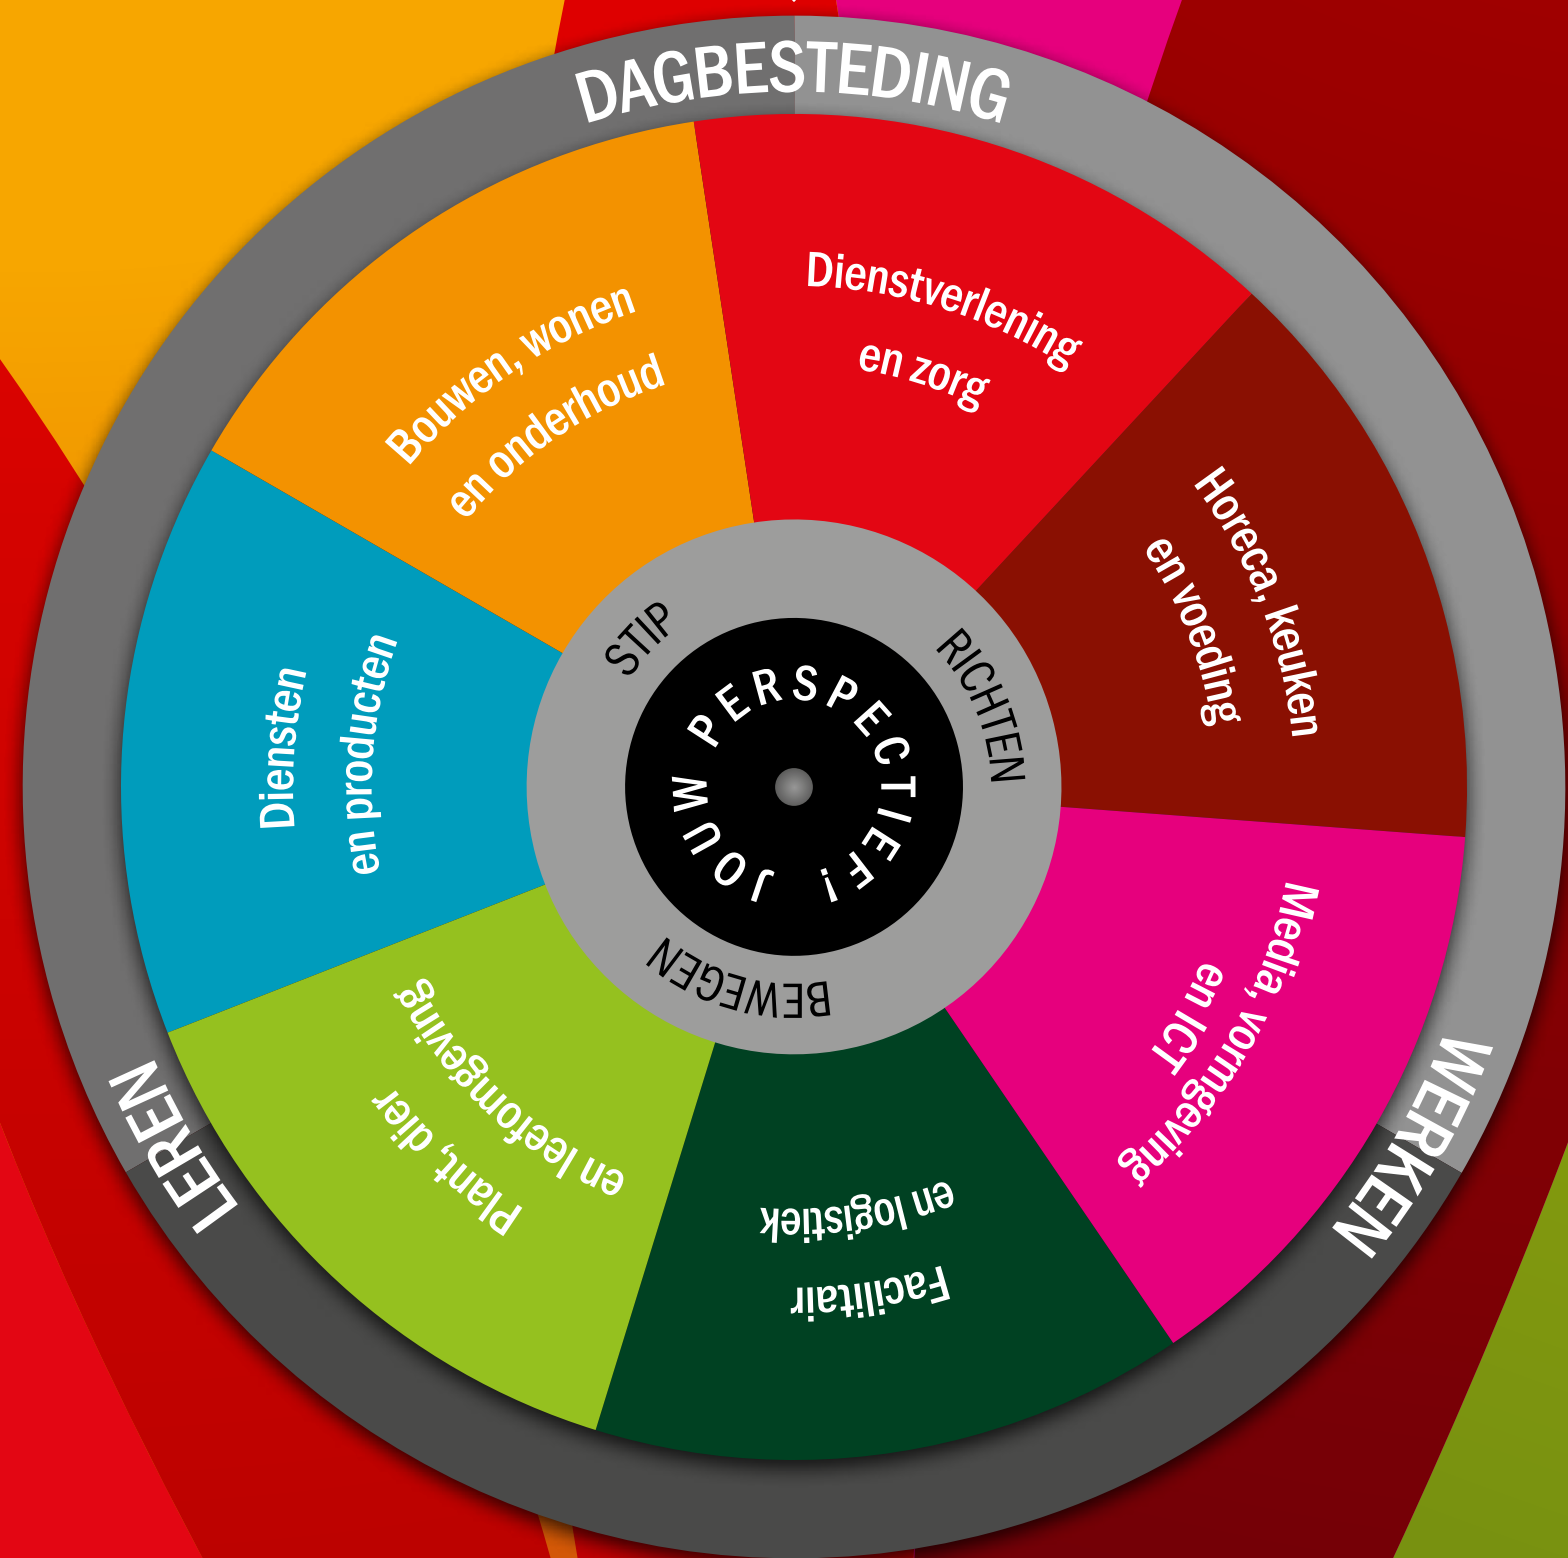 DAGBESTEDING
Dienstverlening
en zorg
Horeca, keuken
en voeding
Media, vormgeving
en ICT
Facilitair
en logistiek
Plant, dier
en leefomgeving
Diensten
en producten
Bouwen, wonen
en onderhoud
WERKEN
LEREN
STIP
RICHTEN
BEWEGEN
JOUW PERSPECTIEF!